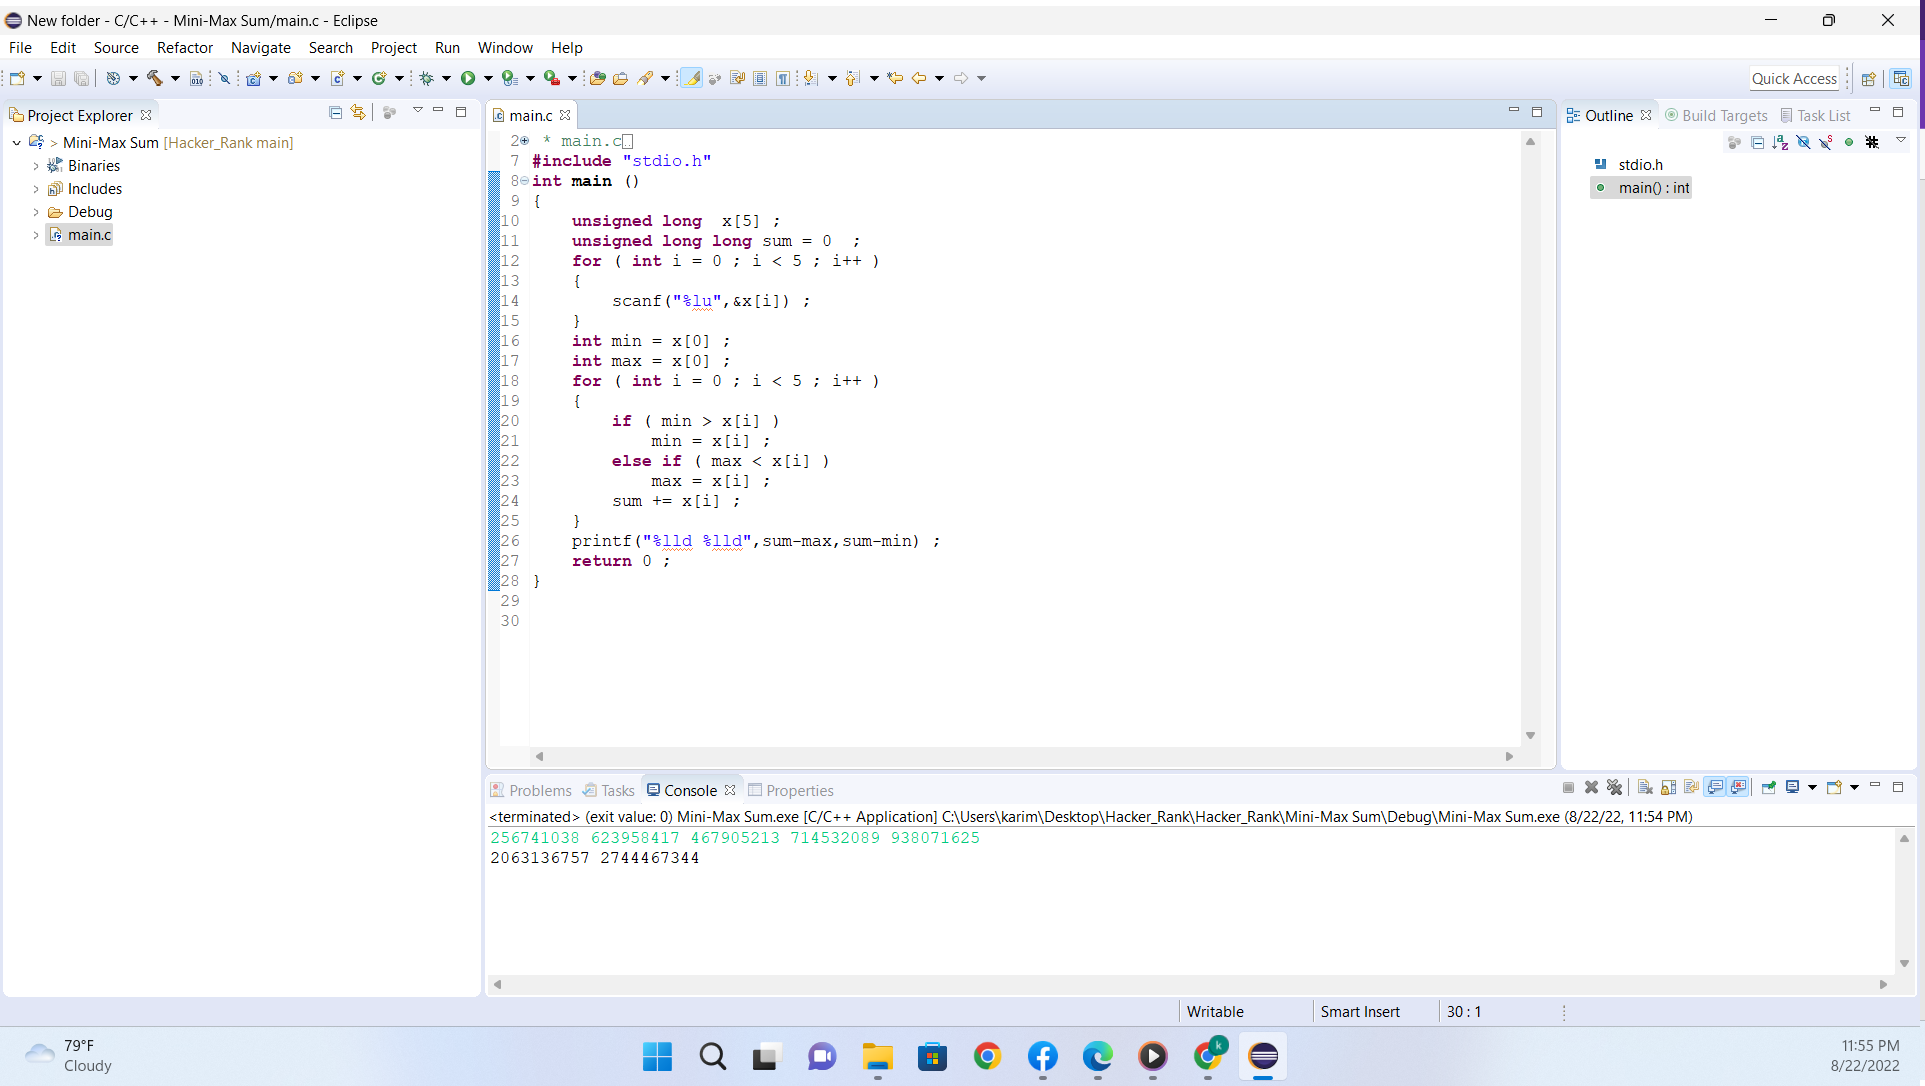 New folder - C/C++ - Mini-Max Sum/main.c - Eclipse
File Edit Source Refactor Navigate Search Project Run Window Help
Quick Access
Project Explorer
> Mini-Max Sum [Hacker_Rank main]
Binaries
Includes
Debug
main.c
main.c
2 * main.c
7 #include "stdio.h"
8 int main ()
9 {
10     unsigned long  x[5] ;
11     unsigned long long sum = 0  ;
12     for ( int i = 0 ; i < 5 ; i++ )
13     {
14         scanf("%lu",&x[i]) ;
15     }
16     int min = x[0] ;
17     int max = x[0] ;
18     for ( int i = 0 ; i < 5 ; i++ )
19     {
20         if ( min > x[i] )
21             min = x[i] ;
22         else if ( max < x[i] )
23             max = x[i] ;
24         sum += x[i] ;
25     }
26     printf("%lld %lld",sum-max,sum-min) ;
27     return 0 ;
28 }
29
30
Outline Build Targets Task List
stdio.h
main() : int
Problems Tasks Console Properties
<terminated> (exit value: 0) Mini-Max Sum.exe [C/C++ Application] C:\Users\karim\Desktop\Hacker_Rank\Hacker_Rank\Mini-Max Sum\Debug\Mini-Max Sum.exe (8/22/22, 11:54 PM)
256741038 623958417 467905213 714532089 938071625
2063136757 2744467344
Writable Smart Insert 30 : 1
79°F
Cloudy
k
11:55 PM
8/22/2022